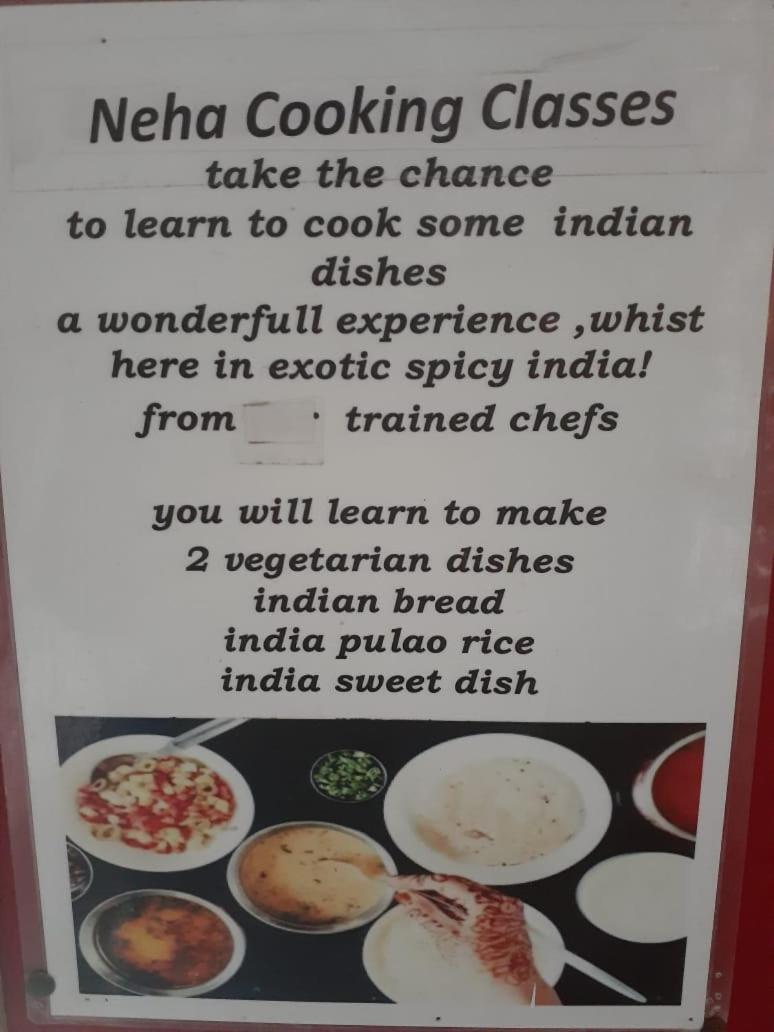 Neha Cooking Classes
take the chance
to learn to cook some indian
dishes
a wonderfull experience ,whist
here in exotic spicy india!
from trained chefs
you will learn to make
2 vegetarian dishes
indian bread
india pulao rice
india sweet dish